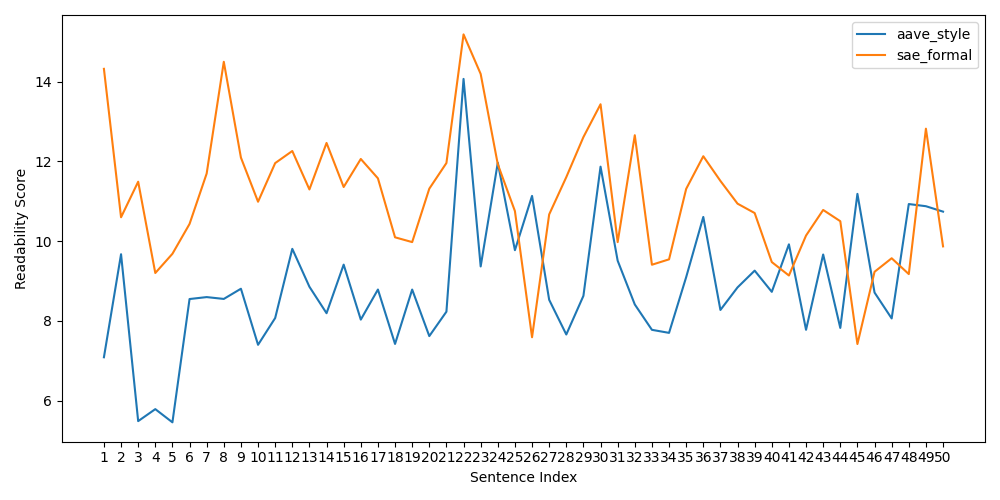 aave_style
sae_formal
14
12
10
8
6
Readability Score
1 2 3 4 5 6 7 8 9 10 11 12 13 14 15 16 17 18 19 20 21 22 23 24 25 26 27 28 29 30 31 32 33 34 35 36 37 38 39 40 41 42 43 44 45 46 47 48 49 50
Sentence Index